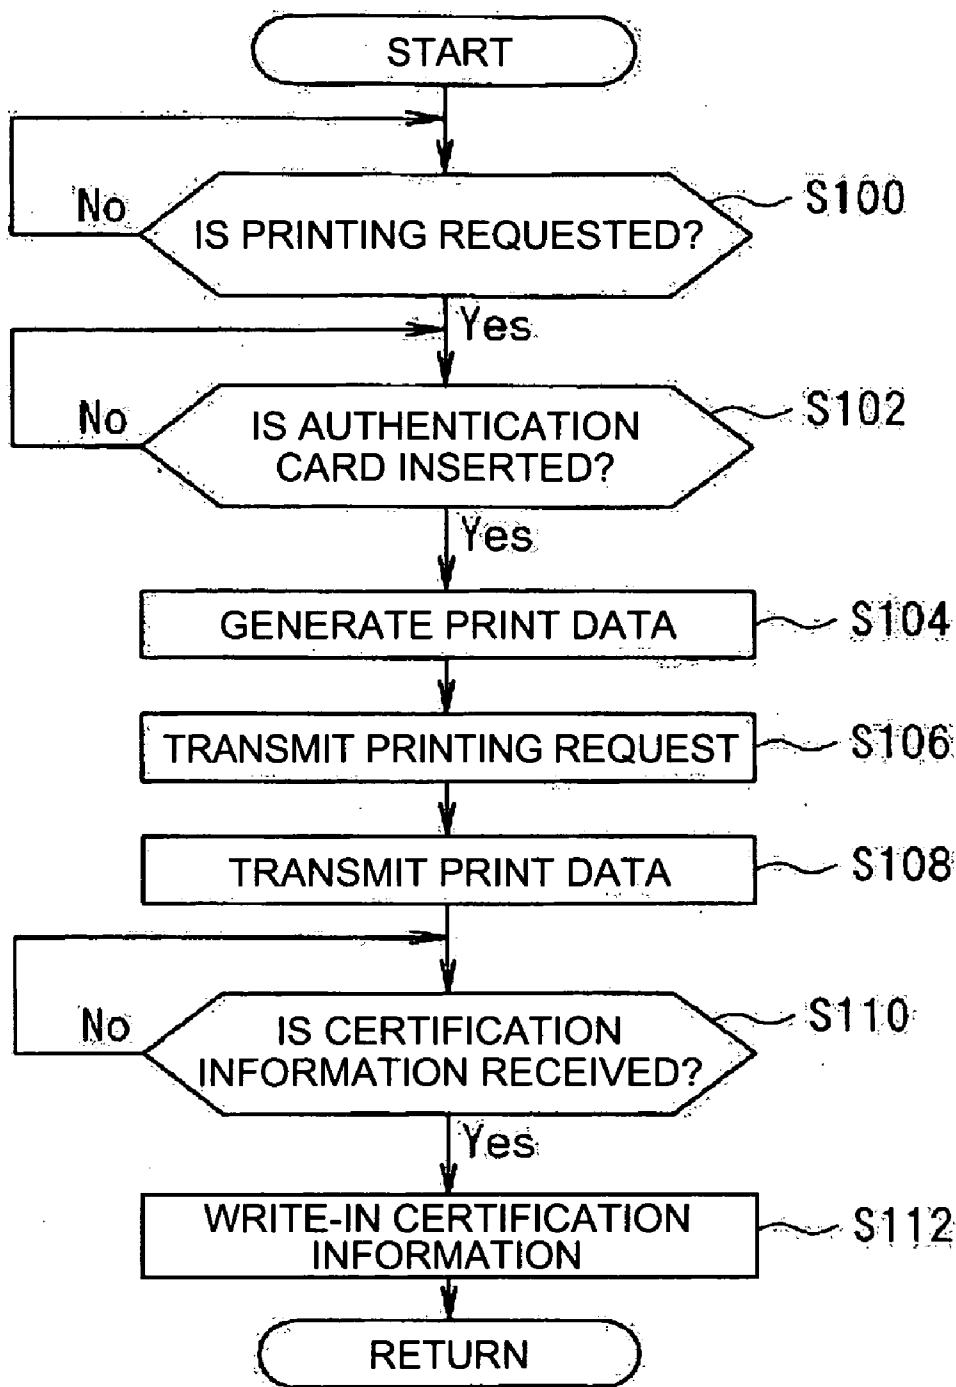 START
No
IS PRINTING REQUESTED?
S100
Yes
No
IS AUTHENTICATION
CARD INSERTED?
S102
Yes
GENERATE PRINT DATA
S104
TRANSMIT PRINTING REQUEST
S106
TRANSMIT PRINT DATA
S108
No
IS CERTIFICATION
INFORMATION RECEIVED?
S110
Yes
WRITE-IN CERTIFICATION
INFORMATION
S112
RETURN